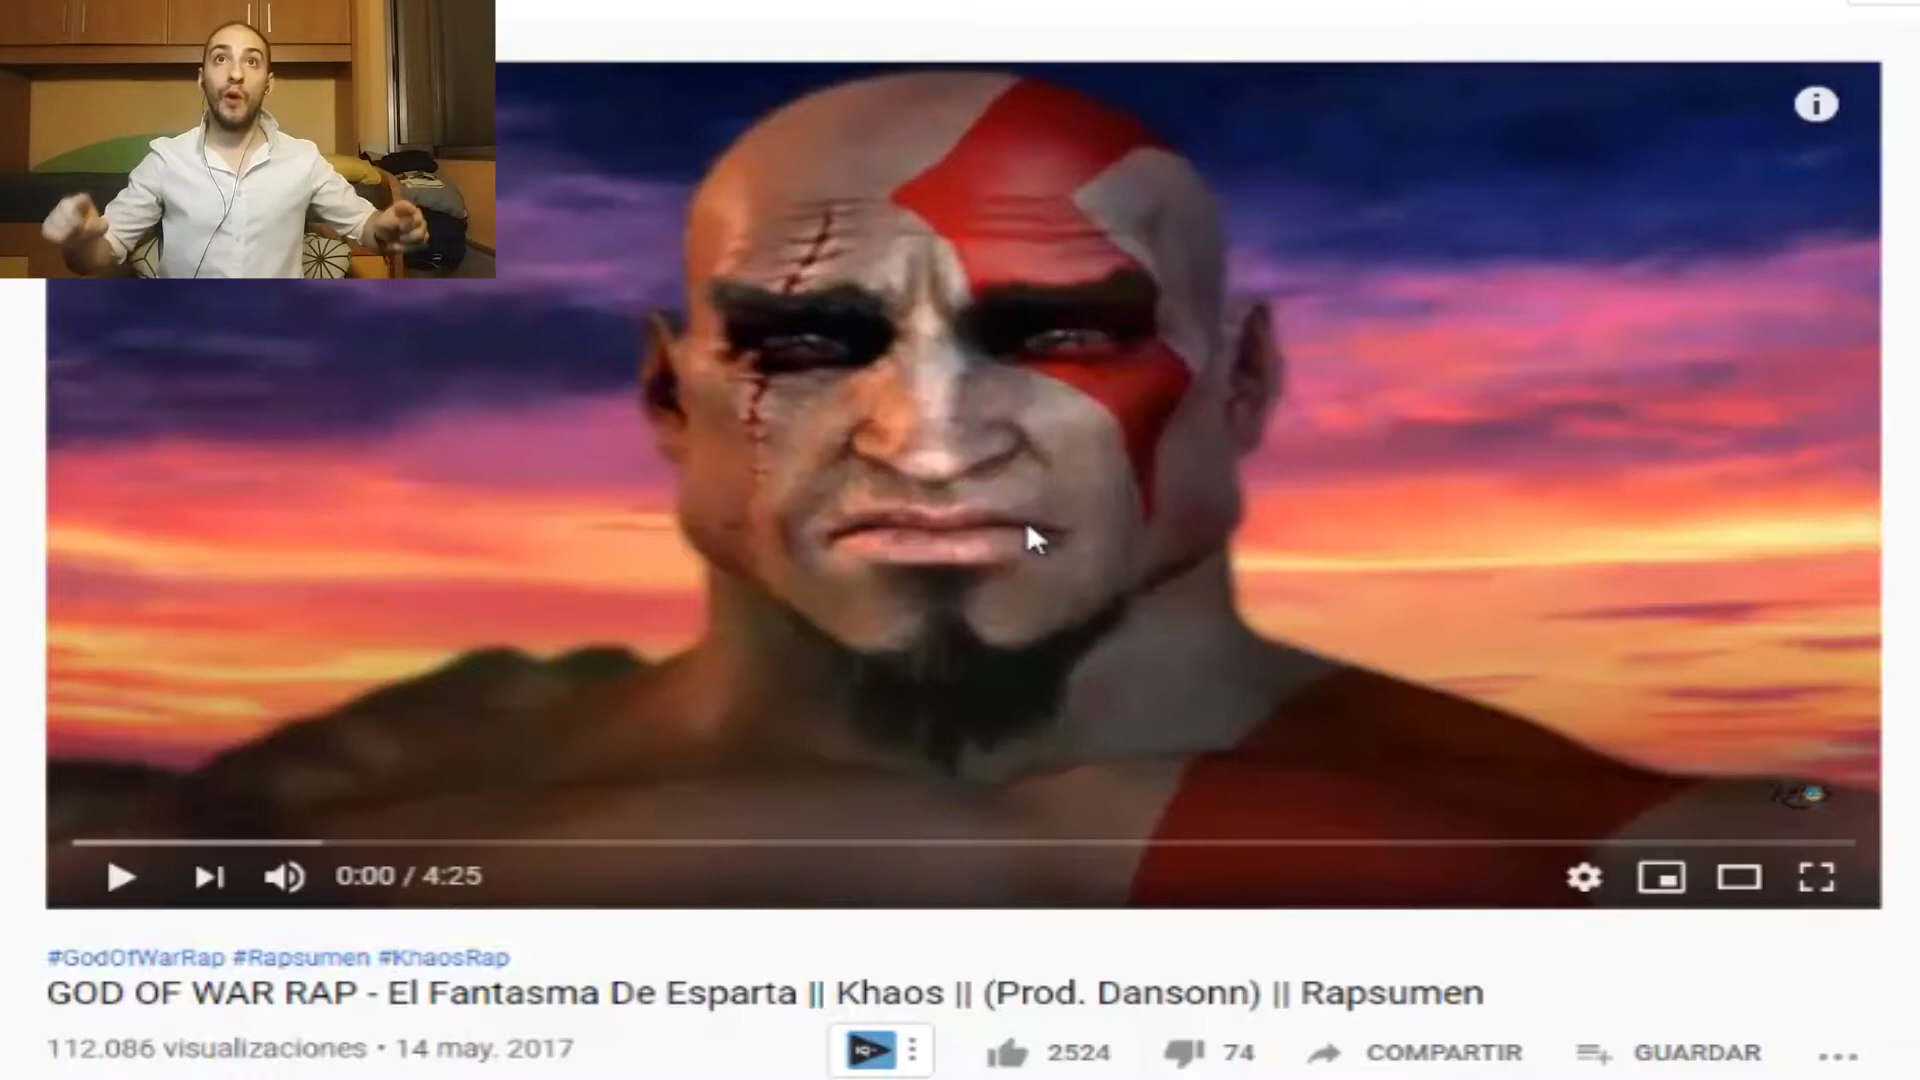 0:00 / 4:25
#GodOfWarRap #Rapsumen #KhaosRap
GOD OF WAR RAP - El Fantasma De Esparta || Khaos || (Prod. Dansonn) || Rapsumen
112.086 visualizaciones • 14 may. 2017
2524 74 COMPARTIR GUARDAR